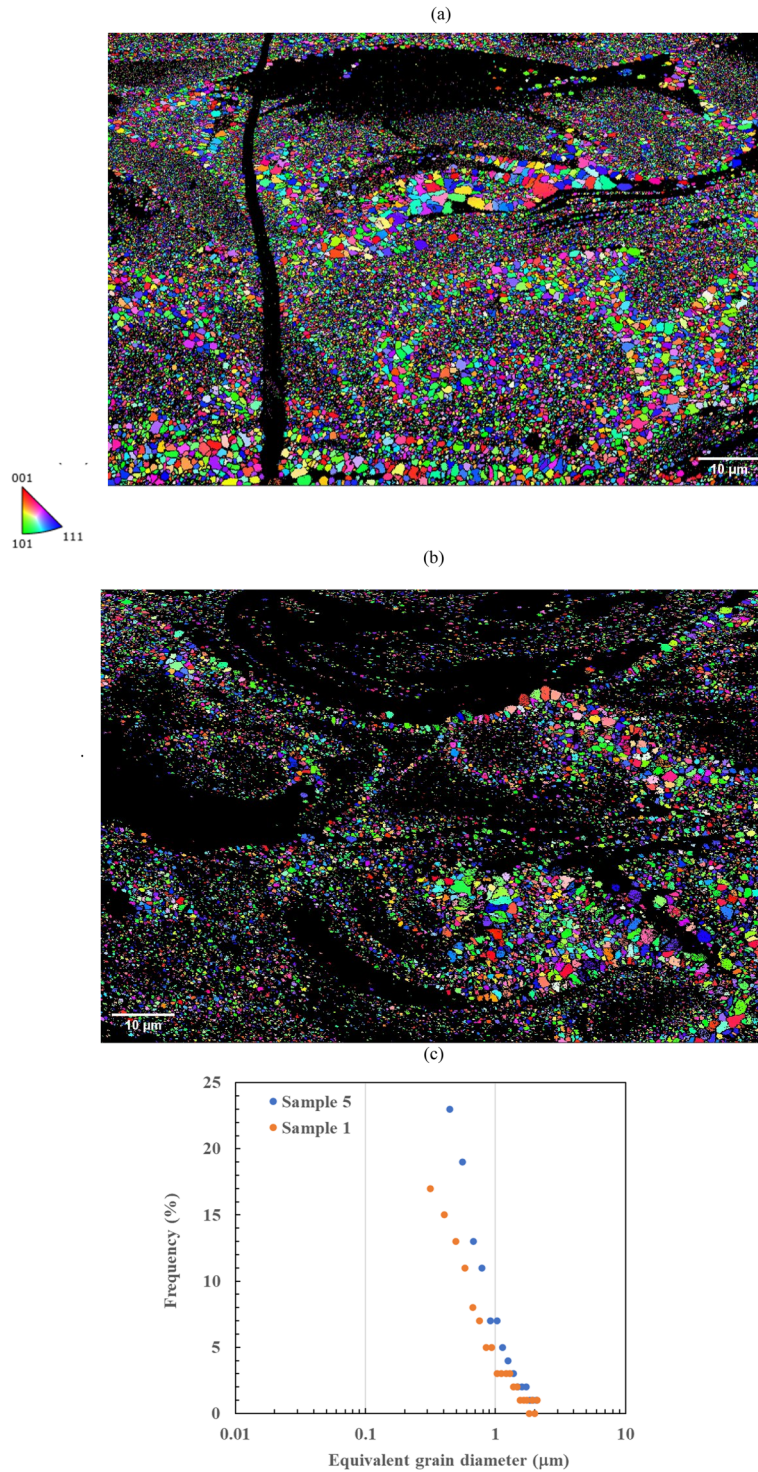 (a)
10 μm
001
101
111
(b)
10 μm
(c)
25
20
15
10
5
0
Frequency (%)
Sample 5
Sample 1
0.01
0.1
1
10
Equivalent grain diameter (μm)